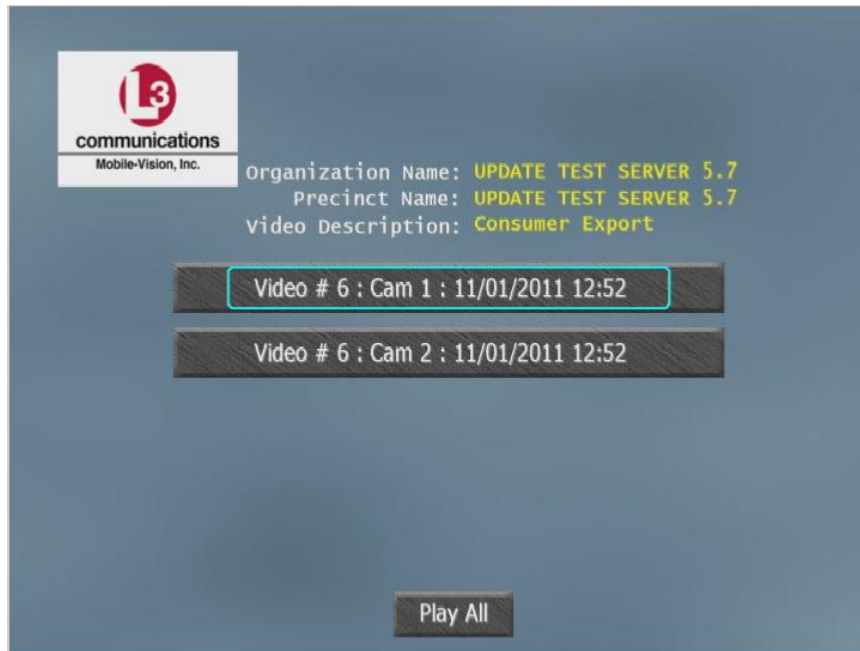 L3
communications
Mobile-Vision, Inc.
Organization Name: UPDATE TEST SERVER 5.7
Precinct Name: UPDATE TEST SERVER 5.7
Video Description: Consumer Export
Video # 6 : Cam 1 : 11/01/2011 12:52
Video # 6 : Cam 2 : 11/01/2011 12:52
Play All